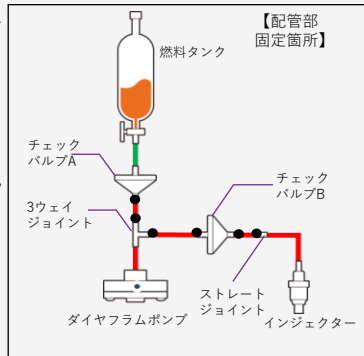 【配管部
固定箇所】
燃料タンク
チェック
バルブA
チェック
バルブB
3ウェイ
ジョイント
ストレート
ジョイント
ダイヤフラムポンプ
インジェクター